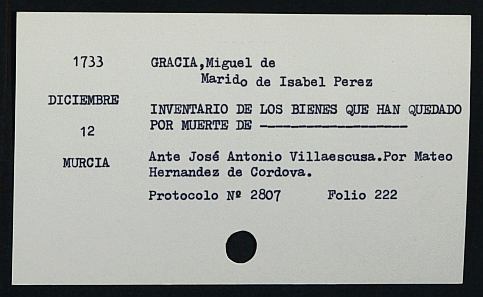 1733
GRACIA,Miguel de
Marido de Isabel Perez
DICIEMBRE
INVENTARIO DE LOS BIENES QUE HAN QUEDADO
12
POR MUERTE DE --------------------
MURCIA
Ante José Antonio Villaescusa.Por Mateo
Hernandez de Cordova.
Protocolo Nº 2807 Folio 222